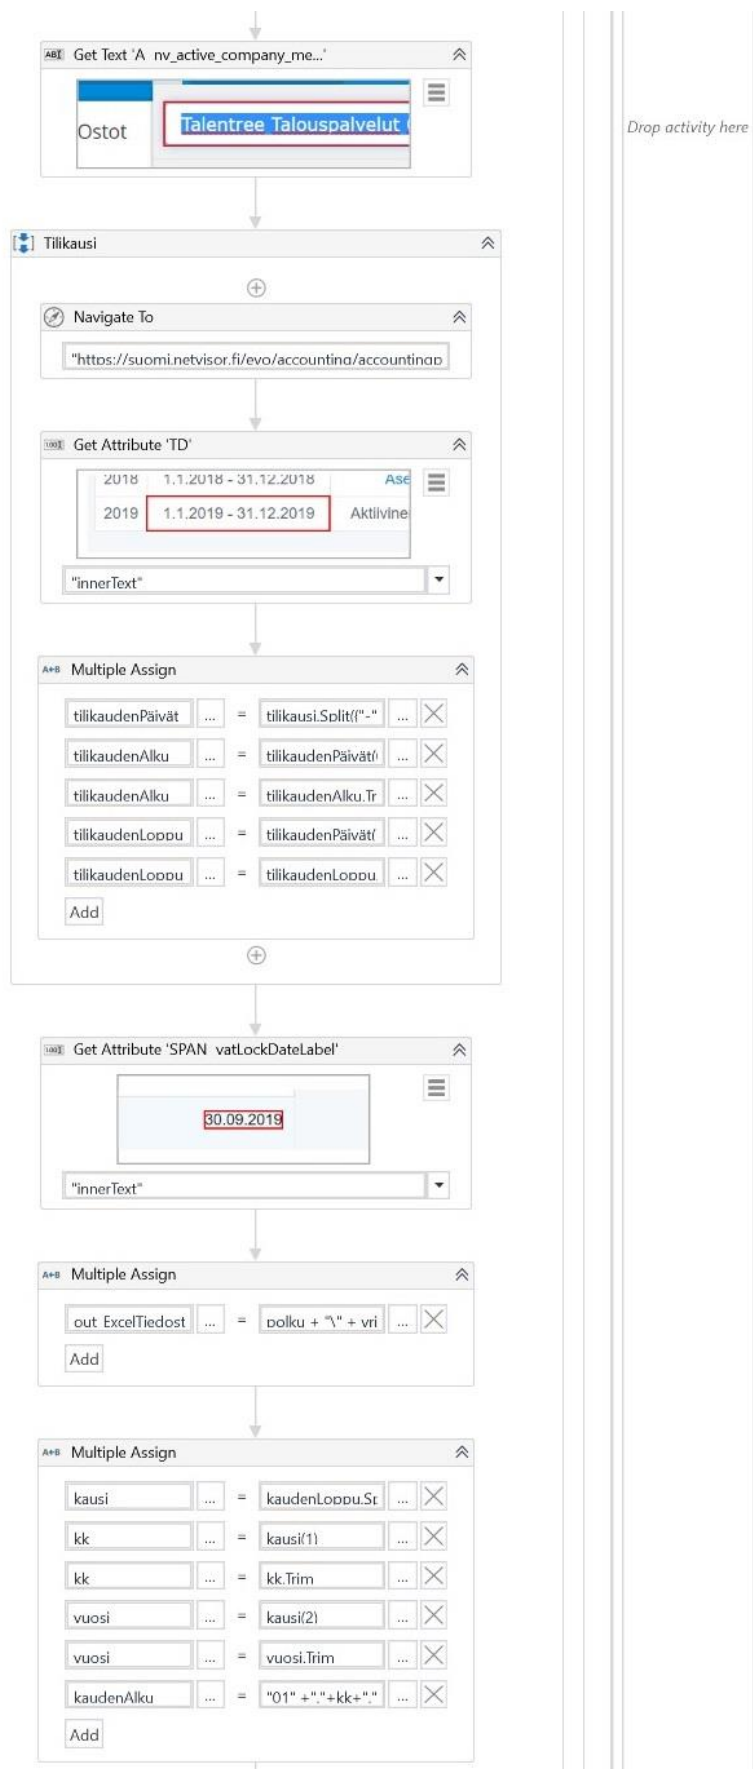 Get Text 'A nv_active_company_me...'
Ostot
Talentree Talouspalvelut
Drop activity here
Tilikausi
Navigate To
"https://suomi.netvisor.fi/evo/accounting/accountingp
Get Attribute 'TD'
2018 1.1.2018 - 31.12.2018 Ase
2019 1.1.2019 - 31.12.2019 Aktiivine
"innerText"
A+B Multiple Assign
tilikaudenPäivät ... = tilikausi.Split(("-" ...
tilikaudenAlku ... = tilikaudenPäivät( ...
tilikaudenAlku ... = tilikaudenAlku.Tr ...
tilikaudenLoppu ... = tilikaudenPäivät( ...
tilikaudenLoppu ... = tilikaudenLoppu. ...
Add
Get Attribute 'SPAN vatLockDateLabel'
30.09.2019
"innerText"
A+B Multiple Assign
out_ExcelTiedost ... = polku + "\" + yri ...
Add
A+B Multiple Assign
kausi ... = kaudenLoppu.Sp ...
kk ... = kausi(1) ...
kk ... = kk.Trim ...
vuosi ... = kausi(2) ...
vuosi ... = vuosi.Trim ...
kaudenAlku ... = "01" +"."+kk+"." ...
Add